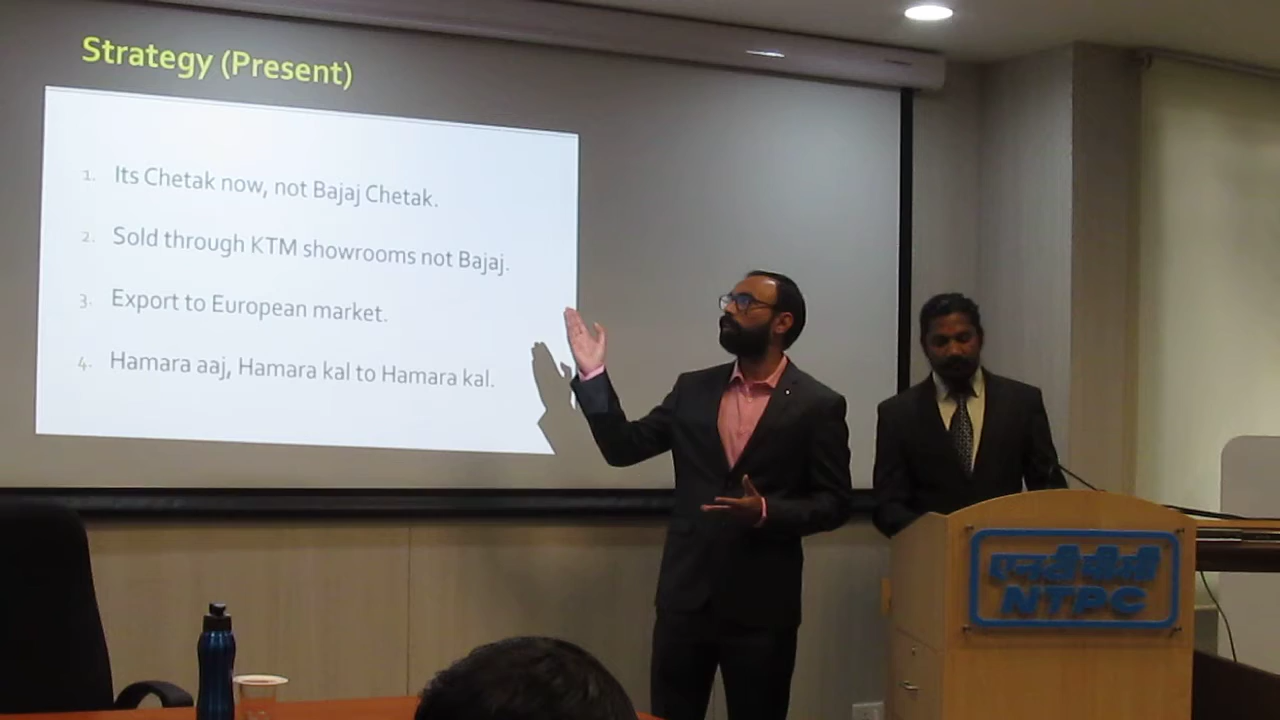 Strategy (Present)
1. Its Chetak now, not Bajaj Chetak.
2. Sold through KTM showrooms not Bajaj.
3. Export to European market.
4. Hamara aaj, Hamara kal to Hamara kal.
एनटीपीसी
NTPC